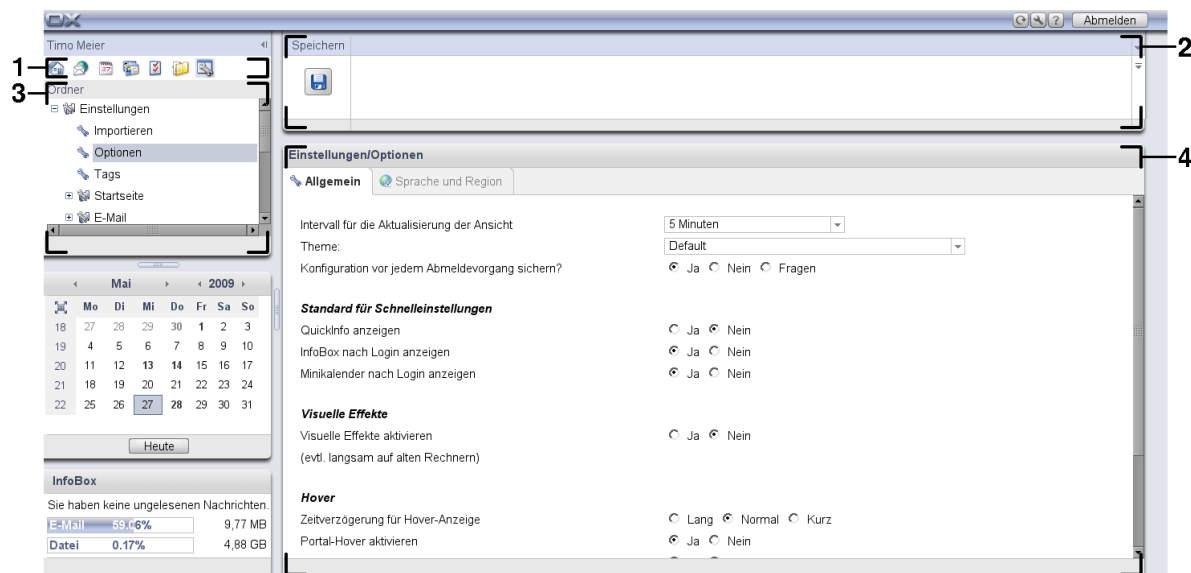 OX
? Abmelden
Timo Meier
Speichern
1
2
3
Ordner
Einstellungen
Importieren
Optionen
Tags
Startseite
E-Mail
4
Einstellungen/Optionen
Allgemein Sprache und Region
Intervall für die Aktualisierung der Ansicht 5 Minuten
Theme: Default
Konfiguration vor jedem Abmeldevorgang sichern? Ja Nein Fragen
Standard für Schnelleinstellungen
QuickInfo anzeigen Ja Nein
InfoBox nach Login anzeigen Ja Nein
Minikalender nach Login anzeigen Ja Nein
Visuelle Effekte
Visuelle Effekte aktivieren Ja Nein
(evtl. langsam auf alten Rechnern)
Hover
Zeitverzögerung für Hover-Anzeige Lang Normal Kurz
Portal-Hover aktivieren Ja Nein
Mai 2009
Mo Di Mi Do Fr Sa So
18 27 28 29 30 1 2 3
19 4 5 6 7 8 9 10
20 11 12 13 14 15 16 17
21 18 19 20 21 22 23 24
22 25 26 27 28 29 30 31
Heute
InfoBox
Sie haben keine ungelesenen Nachrichten.
E-Mail 59.06% 9,77 MB
Datei 0.17% 4,88 GB